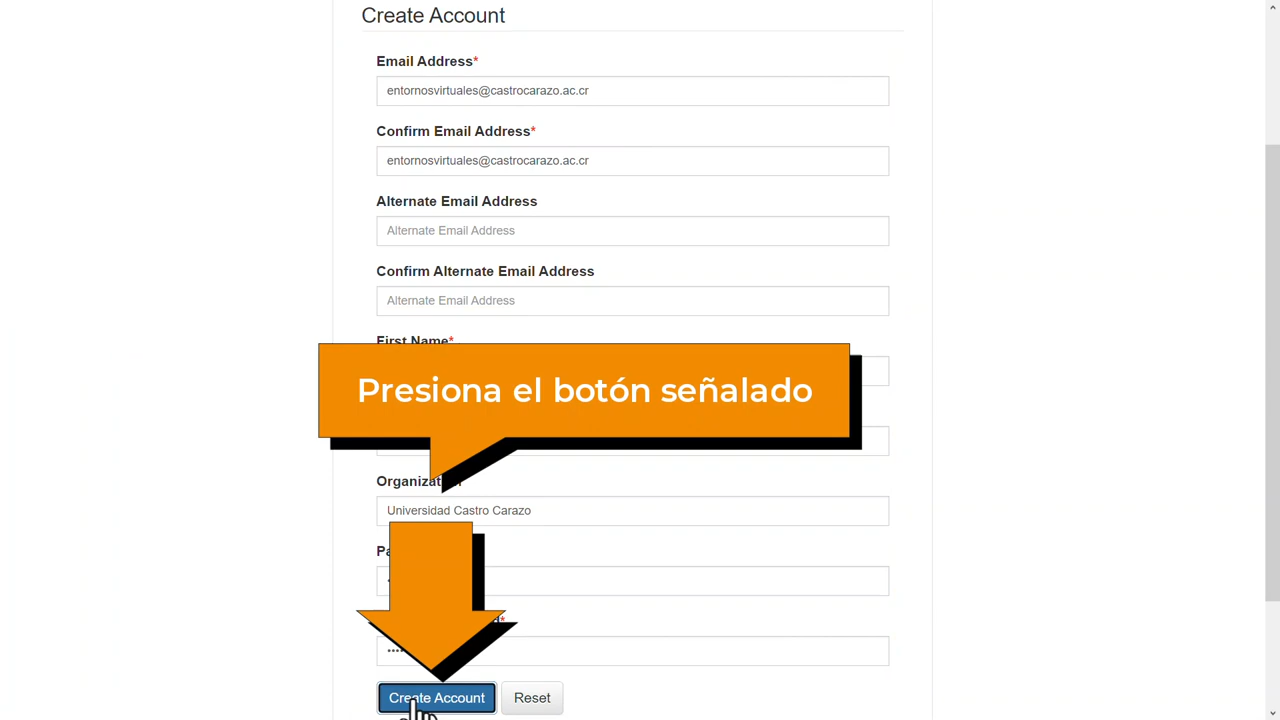 Create Account
Email Address*
entornosvirtuales@castrocarazo.ac.cr
Confirm Email Address*
entornosvirtuales@castrocarazo.ac.cr
Alternate Email Address
Alternate Email Address
Confirm Alternate Email Address
Alternate Email Address
First Name*
Presiona el botón señalado
Universidad Castro Carazo
Create Account
Reset